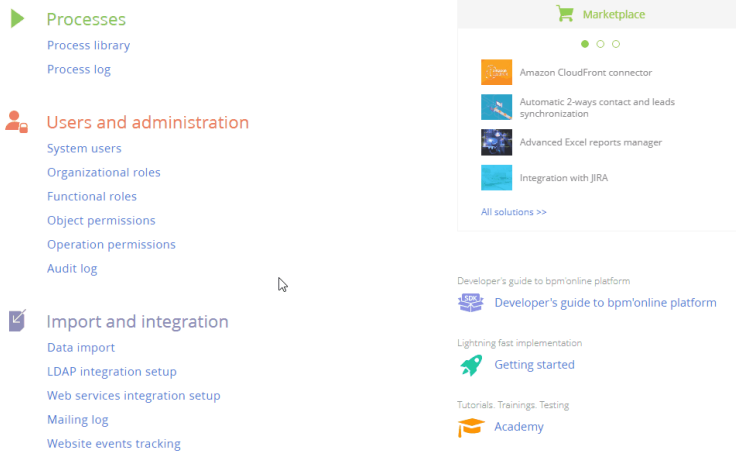 Processes
Process library
Process log
Users and administration
System users
Organizational roles
Functional roles
Object permissions
Operation permissions
Audit log
Import and integration
Data import
LDAP integration setup
Web services integration setup
Mailing log
Website events tracking
Marketplace
Amazon CloudFront connector
Automatic 2-ways contact and leads
synchronization
Advanced Excel reports manager
Integration with JIRA
All solutions >>
Developer's guide to bpm'online platform
SDK
Developer's guide to bpm'online platform
Lightning fast implementation
Getting started
Tutorials. Trainings. Testing
Academy